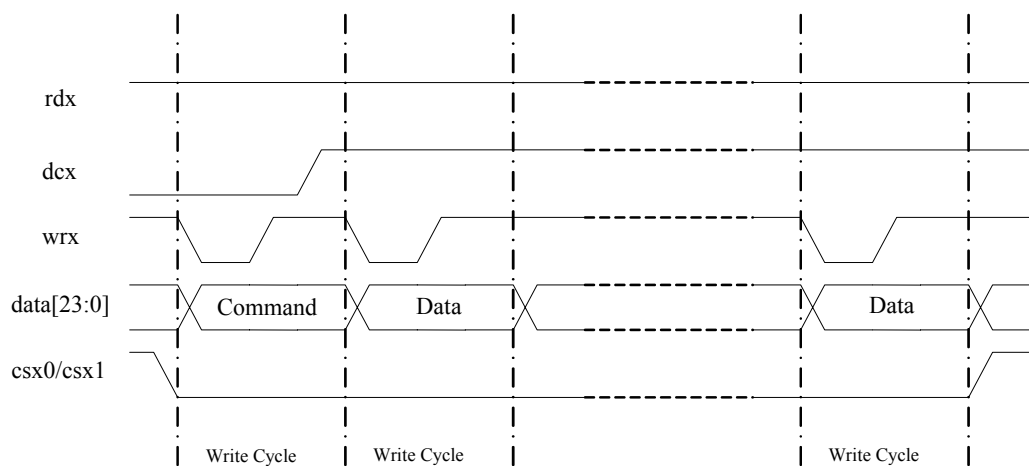 rdx
dcx
wrx
data[23:0] Command Data Data
csx0/csx1
Write Cycle Write Cycle Write Cycle